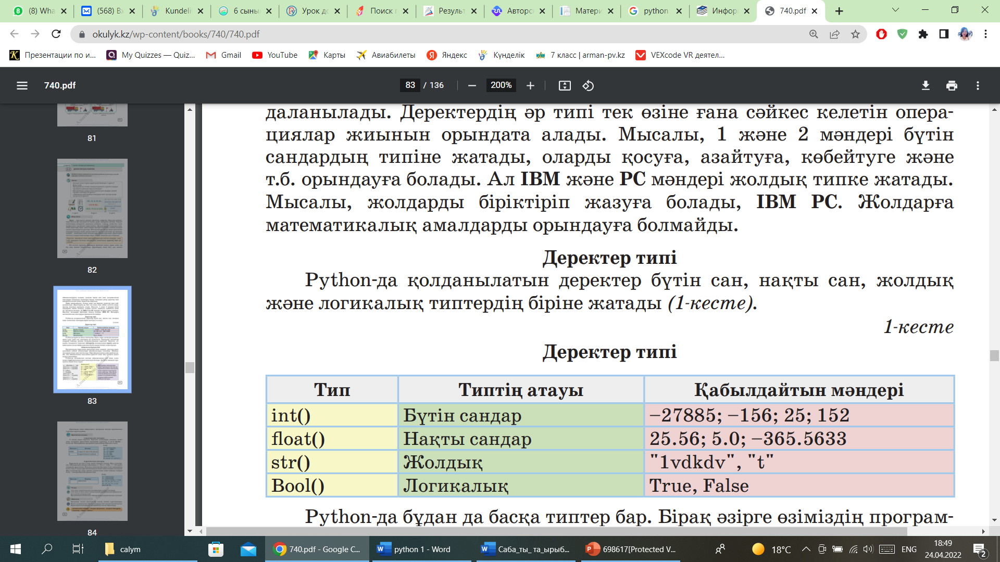 (8) Wha
(568) Вх
Kundeli
6 сыны
Урок до
Поиск п
Результ
Авторс
Матери
python
Инфор
740.pdf
okulyk.kz/wp-content/books/740/740.pdf
Презентации по и...
My Quizzes — Quiz...
Gmail
YouTube
Карты
Авиабилеты
Яндекс
Күнделік
7 класс | arman-pv.kz
VEXcode VR деятел...
740.pdf
83 / 136
200%
81
82
83
84
даланылады. Деректердің әр типі тек өзіне ғана сәйкес келетін опера-
циялар жиынын орындата алады. Мысалы, 1 және 2 мәндері бүтін
сандардың типіне жатады, оларды қосуға, азайтуға, көбейтуге және
т.б. орындауға болады. Ал IBM және PC мәндері жолдық типке жатады.
Мысалы, жолдарды біріктіріп жазуға болады, IBM PC. Жолдарға
математикалық амалдарды орындауға болмайды.
Деректер типі
Python-да қолданылатын деректер бүтін сан, нақты сан, жолдық
және логикалық типтердің біріне жатады (1-кесте).
1-кесте
Деректер типі
Тип Типтің атауы Қабылдайтын мәндері
int() Бүтін сандар –27885; –156; 25; 152
float() Нақты сандар 25.56; 5.0; –365.5633
str() Жолдық "1vdkdv", "t"
Bool() Логикалық True, False
Python-да бұдан да басқа типтер бар. Бірақ әзірге өзіміздің програм-
calym
740.pdf - Google C...
python 1 - Word
Саба_ты_ та_ырыб...
698617[Protected V...
18°C
ENG
18:49
24.04.2022
2